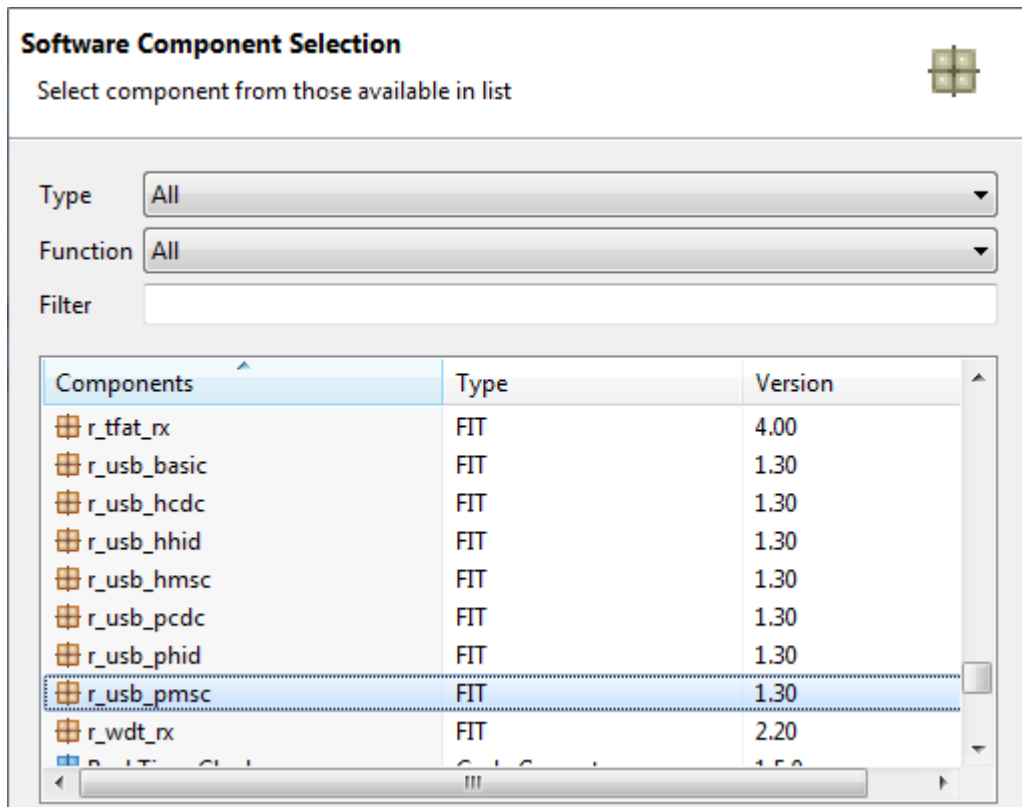 Software Component Selection
Select component from those available in list
Type All
Function All
Filter
Components Type Version
r_tfat_rx FIT 4.00
r_usb_basic FIT 1.30
r_usb_hcdc FIT 1.30
r_usb_hhid FIT 1.30
r_usb_hmsc FIT 1.30
r_usb_pcdc FIT 1.30
r_usb_phid FIT 1.30
r_usb_pmsc FIT 1.30
r_wdt_rx FIT 2.20